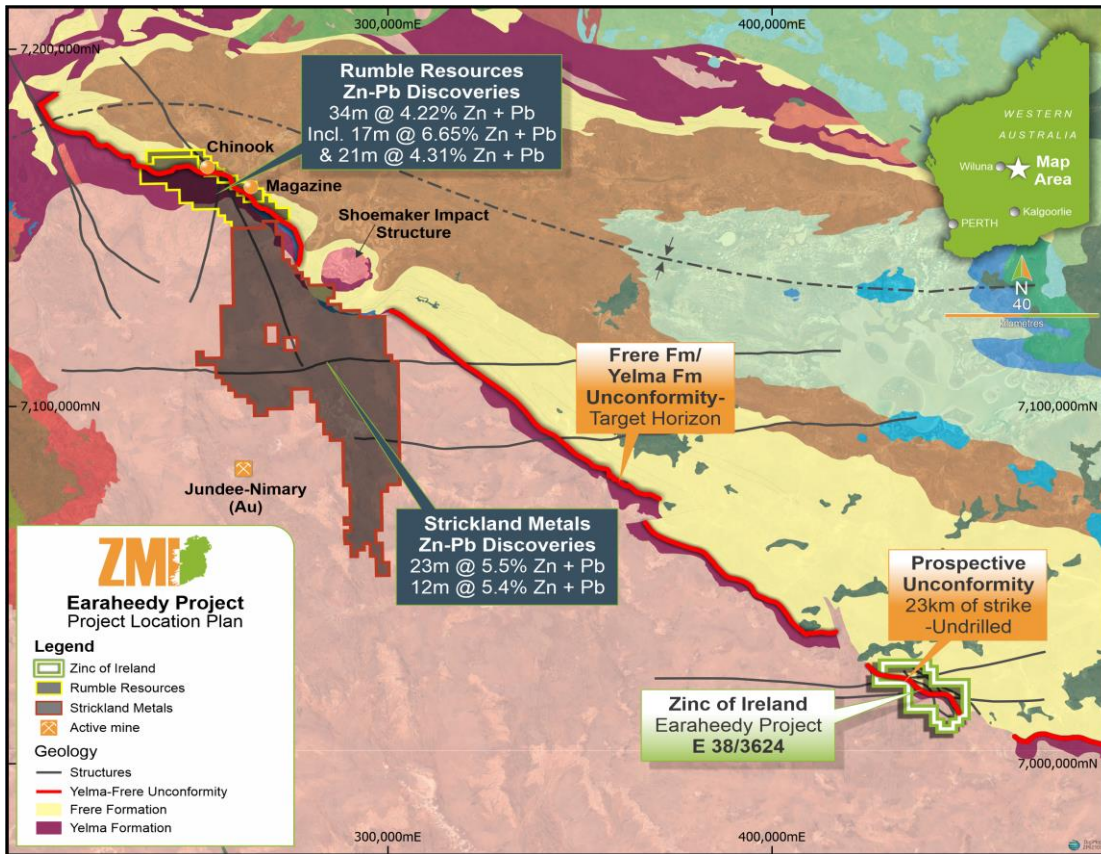 300,000mE
400,000mE
7,200,000mN
Rumble Resources
Zn-Pb Discoveries
34m @ 4.22% Zn + Pb
Incl. 17m @ 6.65% Zn + Pb
& 21m @ 4.31% Zn + Pb
Chinook
Magazine
Shoemaker Impact
Structure
WESTERN
AUSTRALIA
Wiluna
Map
Area
Kalgoorlie
PERTH
N
40
kilometres
Frere Fm/
Yelma Fm
Unconformity-
Target Horizon
7,100,000mN
7,100,000mN
Jundee-Nimary
(Au)
Strickland Metals
Zn-Pb Discoveries
23m @ 5.5% Zn + Pb
12m @ 5.4% Zn + Pb
Prospective
Unconformity
23km of strike
-Undrilled
Zinc of Ireland
Earaheedy Project
E 38/3624
7,000,000mN
ZMI
Earaheedy Project
Project Location Plan
Legend
Zinc of Ireland
Rumble Resources
Strickland Metals
Active mine
Geology
Structures
Yelma-Frere Unconformity
Frere Formation
Yelma Formation
300,000mE
400,000mE